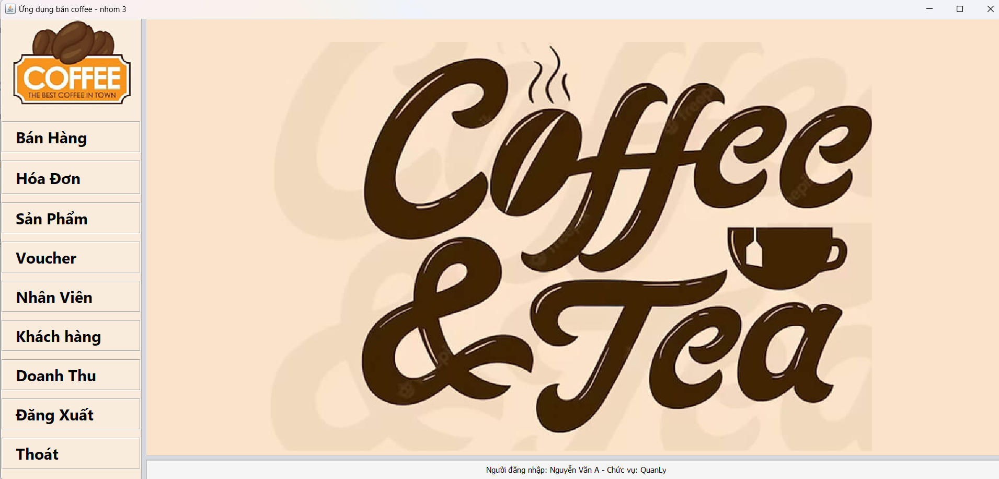 Ứng dụng bán coffee - nhom 3
COFFEE
THE BEST COFFEE IN TOWN
Bán Hàng
Hóa Đơn
Sản Phẩm
Voucher
Nhân Viên
Khách hàng
Doanh Thu
Đăng Xuất
Thoát
Coffee
& Tea
Người đăng nhập: Nguyễn Văn A - Chức vụ: QuanLy